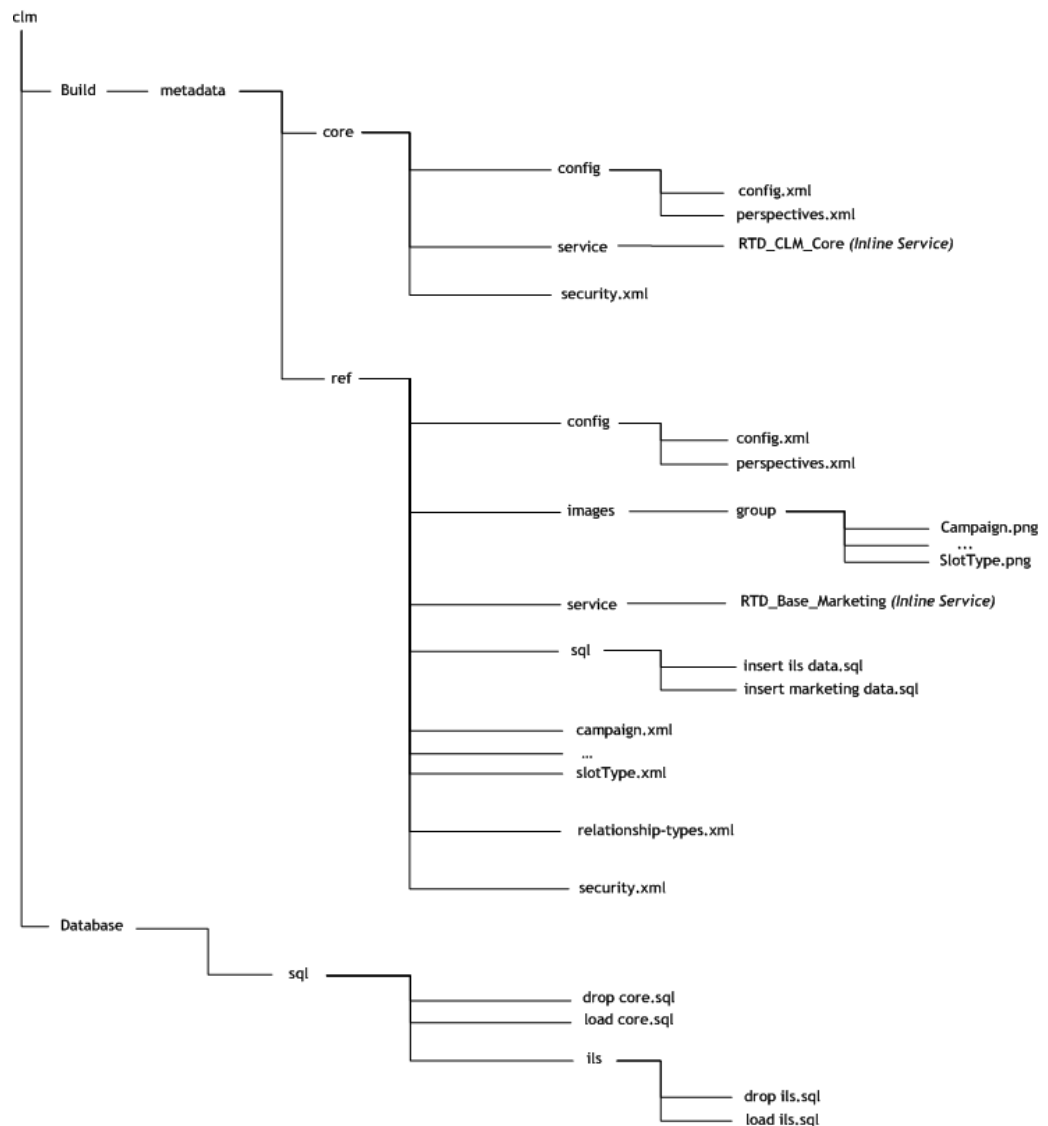 clm
Build
metadata
core
config
config.xml
perspectives.xml
service
RTD_CLM_Core (Inline Service)
security.xml
ref
config
config.xml
perspectives.xml
images
group
Campaign.png
...
SlotType.png
service
RTD_Base_Marketing (Inline Service)
sql
insert ils data.sql
insert marketing data.sql
campaign.xml
...
slotType.xml
relationship-types.xml
security.xml
Database
sql
drop core.sql
load core.sql
ils
drop ils.sql
load ils.sql